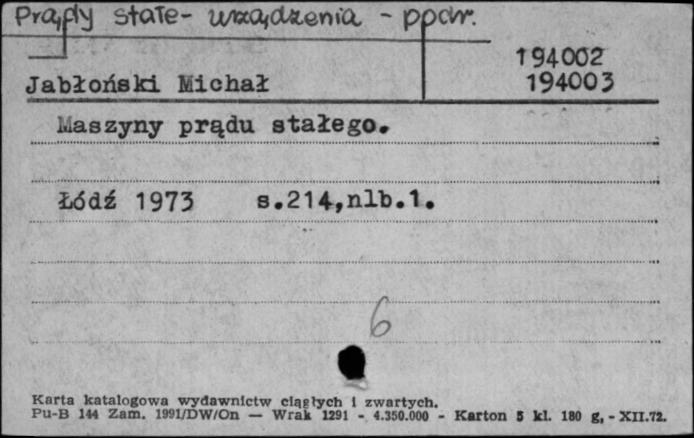 Prądy stałe - urządzenia - ppdr.
194002
Jabłoński Michał 194003
Maszyny prądu stałego.
Łódź 1973 s.214,nlb.1.
6
Karta katalogowa wydawnictw ciągłych i zwartych.
Pu-B 144 Zam. 1991/DW/On — Wrak 1291 - 4.350.000 - Karton 5 kl. 180 g, - XII.72.